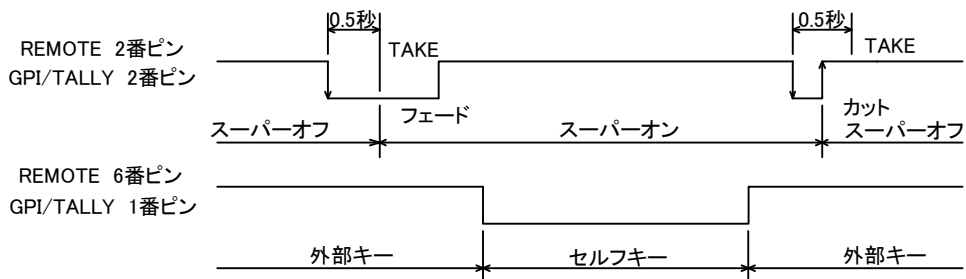 0.5秒
0.5秒
REMOTE 2番ピン
TAKE
TAKE
GPI/TALLY 2番ピン
フェード
カット
スーパーオフ
スーパーオン
スーパーオフ
REMOTE 6番ピン
GPI/TALLY 1番ピン
外部キー
セルフキー
外部キー